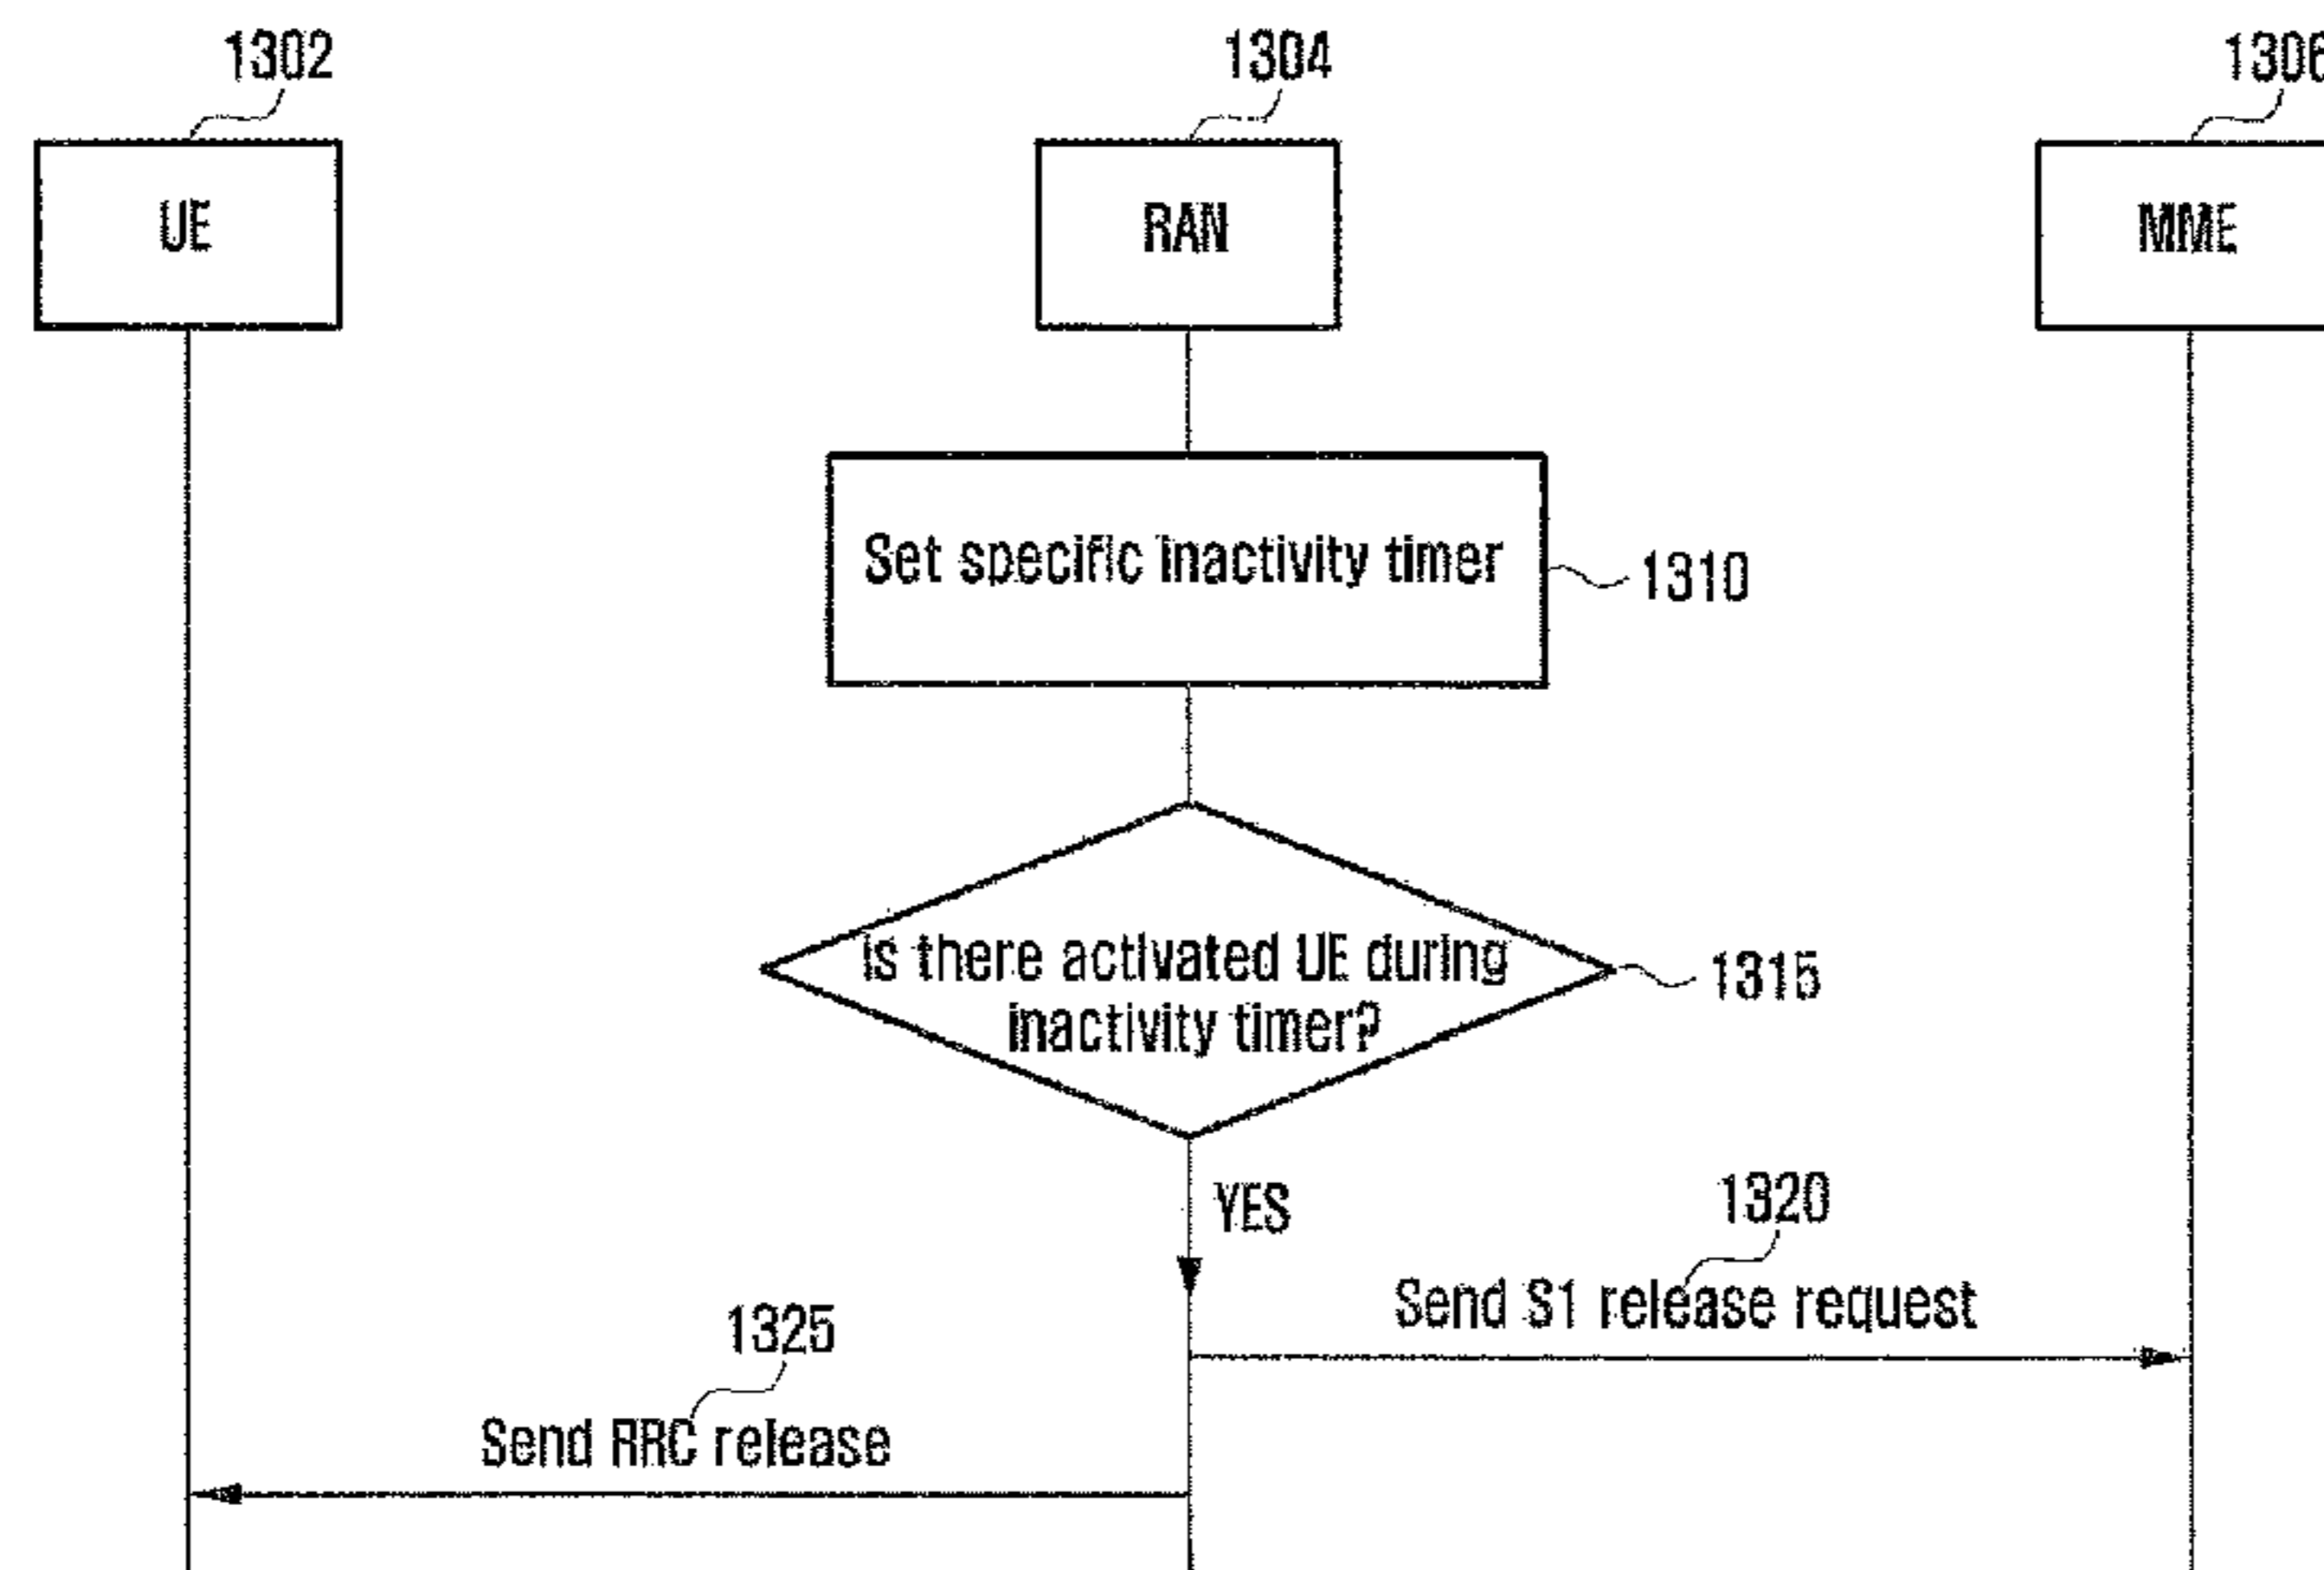 1302
1304
1306
UE
RAN
MME
Set specific inactivity timer
1310
Is there activated UE during
inactivity timer?
1315
YES
1320
Send S1 release request
1325
Send RRC release